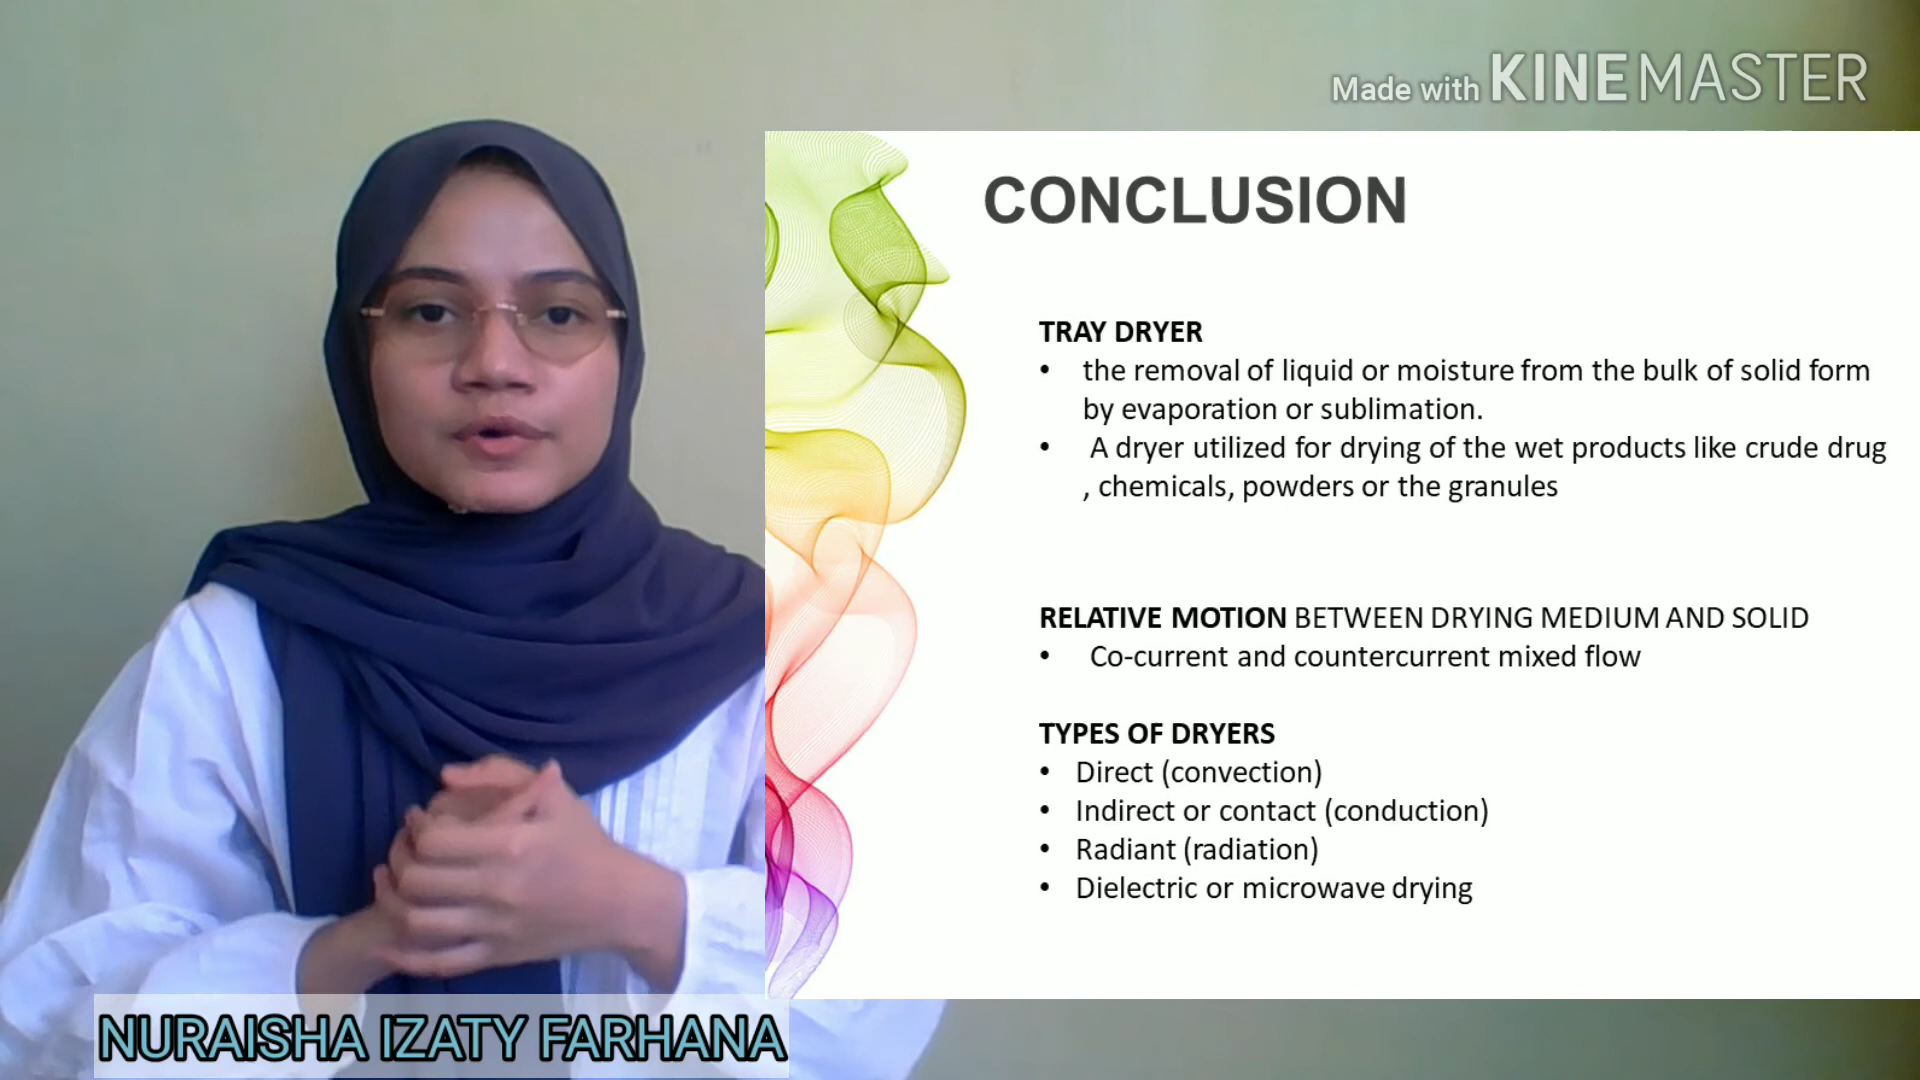 Made with KINEMASTER
CONCLUSION
TRAY DRYER
• the removal of liquid or moisture from the bulk of solid form
by evaporation or sublimation.
• A dryer utilized for drying of the wet products like crude drug
, chemicals, powders or the granules
RELATIVE MOTION BETWEEN DRYING MEDIUM AND SOLID
• Co-current and countercurrent mixed flow
TYPES OF DRYERS
• Direct (convection)
• Indirect or contact (conduction)
• Radiant (radiation)
• Dielectric or microwave drying
NURAISHA IZATY FARHANA